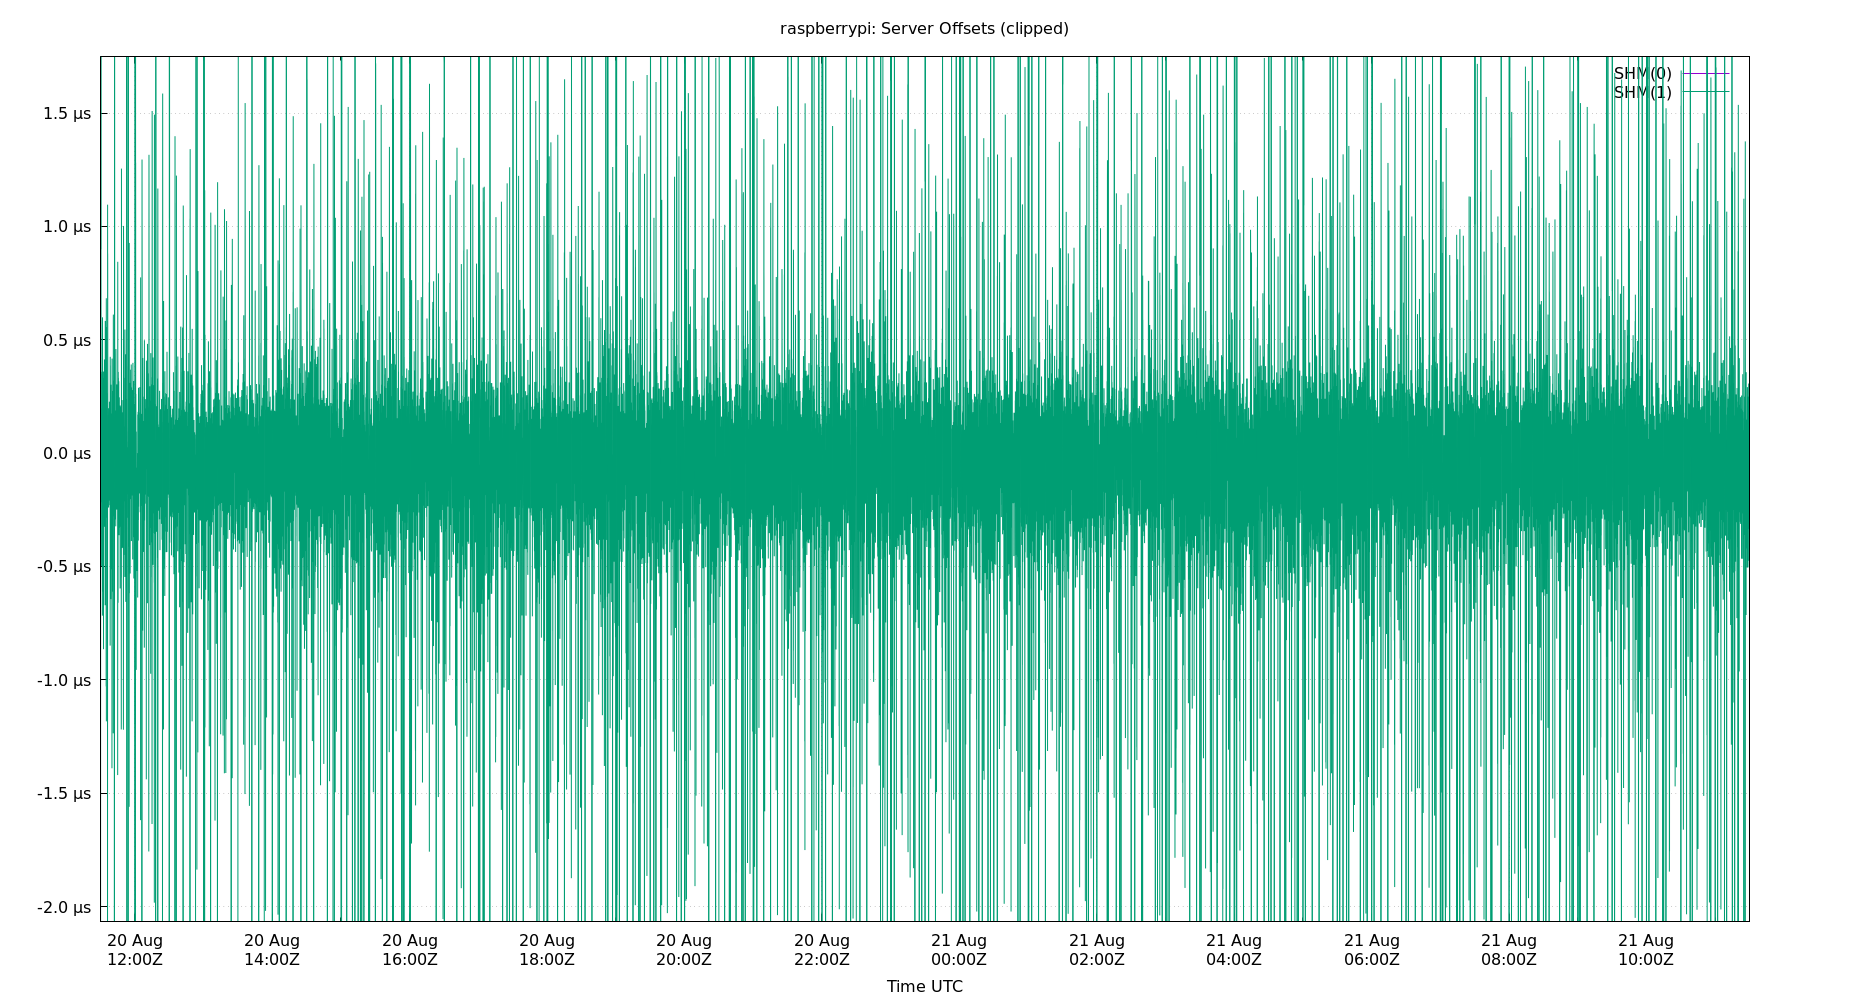 raspberrypi: Server Offsets (clipped)
SHM(0)
SHM(1)
1.5 µs
1.0 µs
0.5 µs
0.0 µs
-0.5 µs
-1.0 µs
-1.5 µs
-2.0 µs
20 Aug 20 Aug 20 Aug 20 Aug 20 Aug 20 Aug 21 Aug 21 Aug 21 Aug 21 Aug 21 Aug 21 Aug
12:00Z 14:00Z 16:00Z 18:00Z 20:00Z 22:00Z 00:00Z 02:00Z 04:00Z 06:00Z 08:00Z 10:00Z
Time UTC